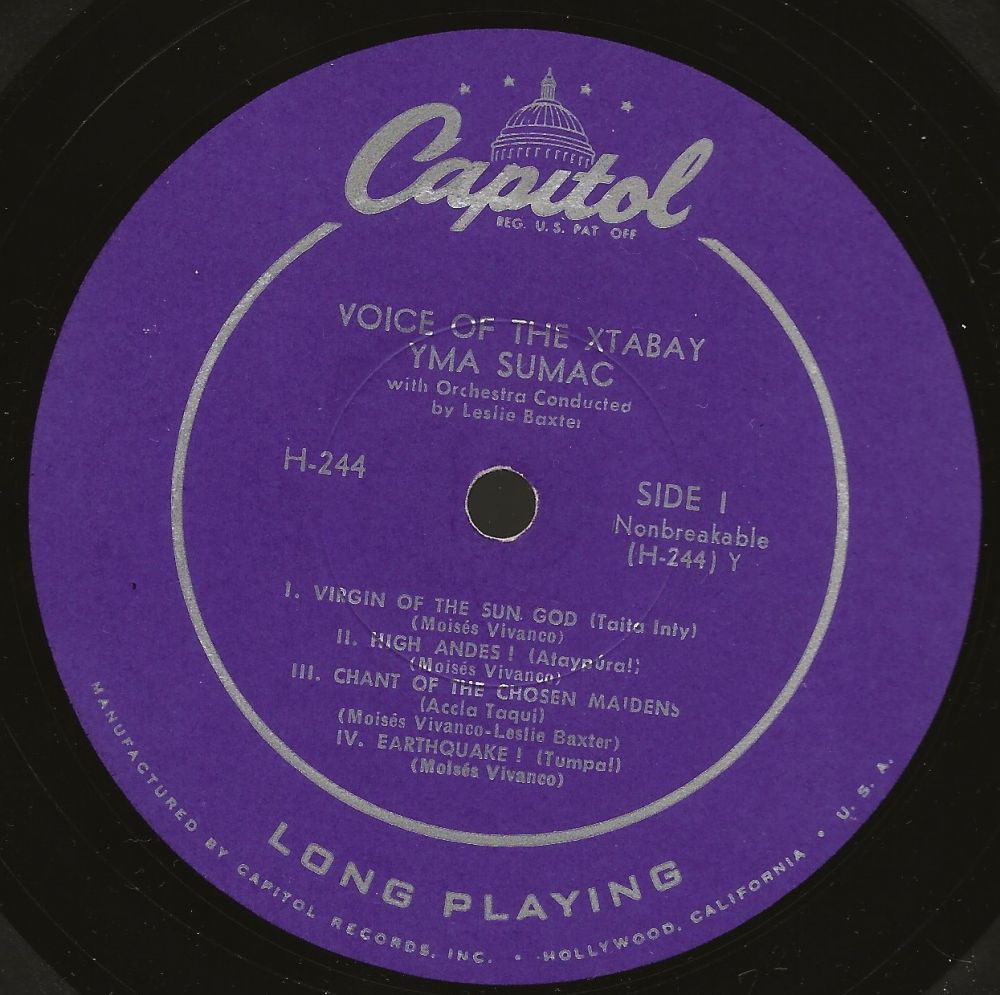 Capitol
REG. U.S. PAT OFF
VOICE OF THE XTABAY
YMA SUMAC
with Orchestra Conducted
by Leslie Baxter
H-244
SIDE 1
Nonbreakable
(H-244) Y
I. VIRGIN OF THE SUN GOD (Taita Inty)
(Moisés Vivanco)
II. HIGH ANDES! (Ataypúra!)
(Moisés Vivanco)
III. CHANT OF THE CHOSEN MAIDENS
(Accla Taqui)
(Moisés Vivanco-Leslie Baxter)
IV. EARTHQUAKE! (Tumpa!)
(Moisés Vivanco)
LONG PLAYING
MANUFACTURED BY CAPITOL RECORDS, INC. • HOLLYWOOD, CALIFORNIA • U. S. A.